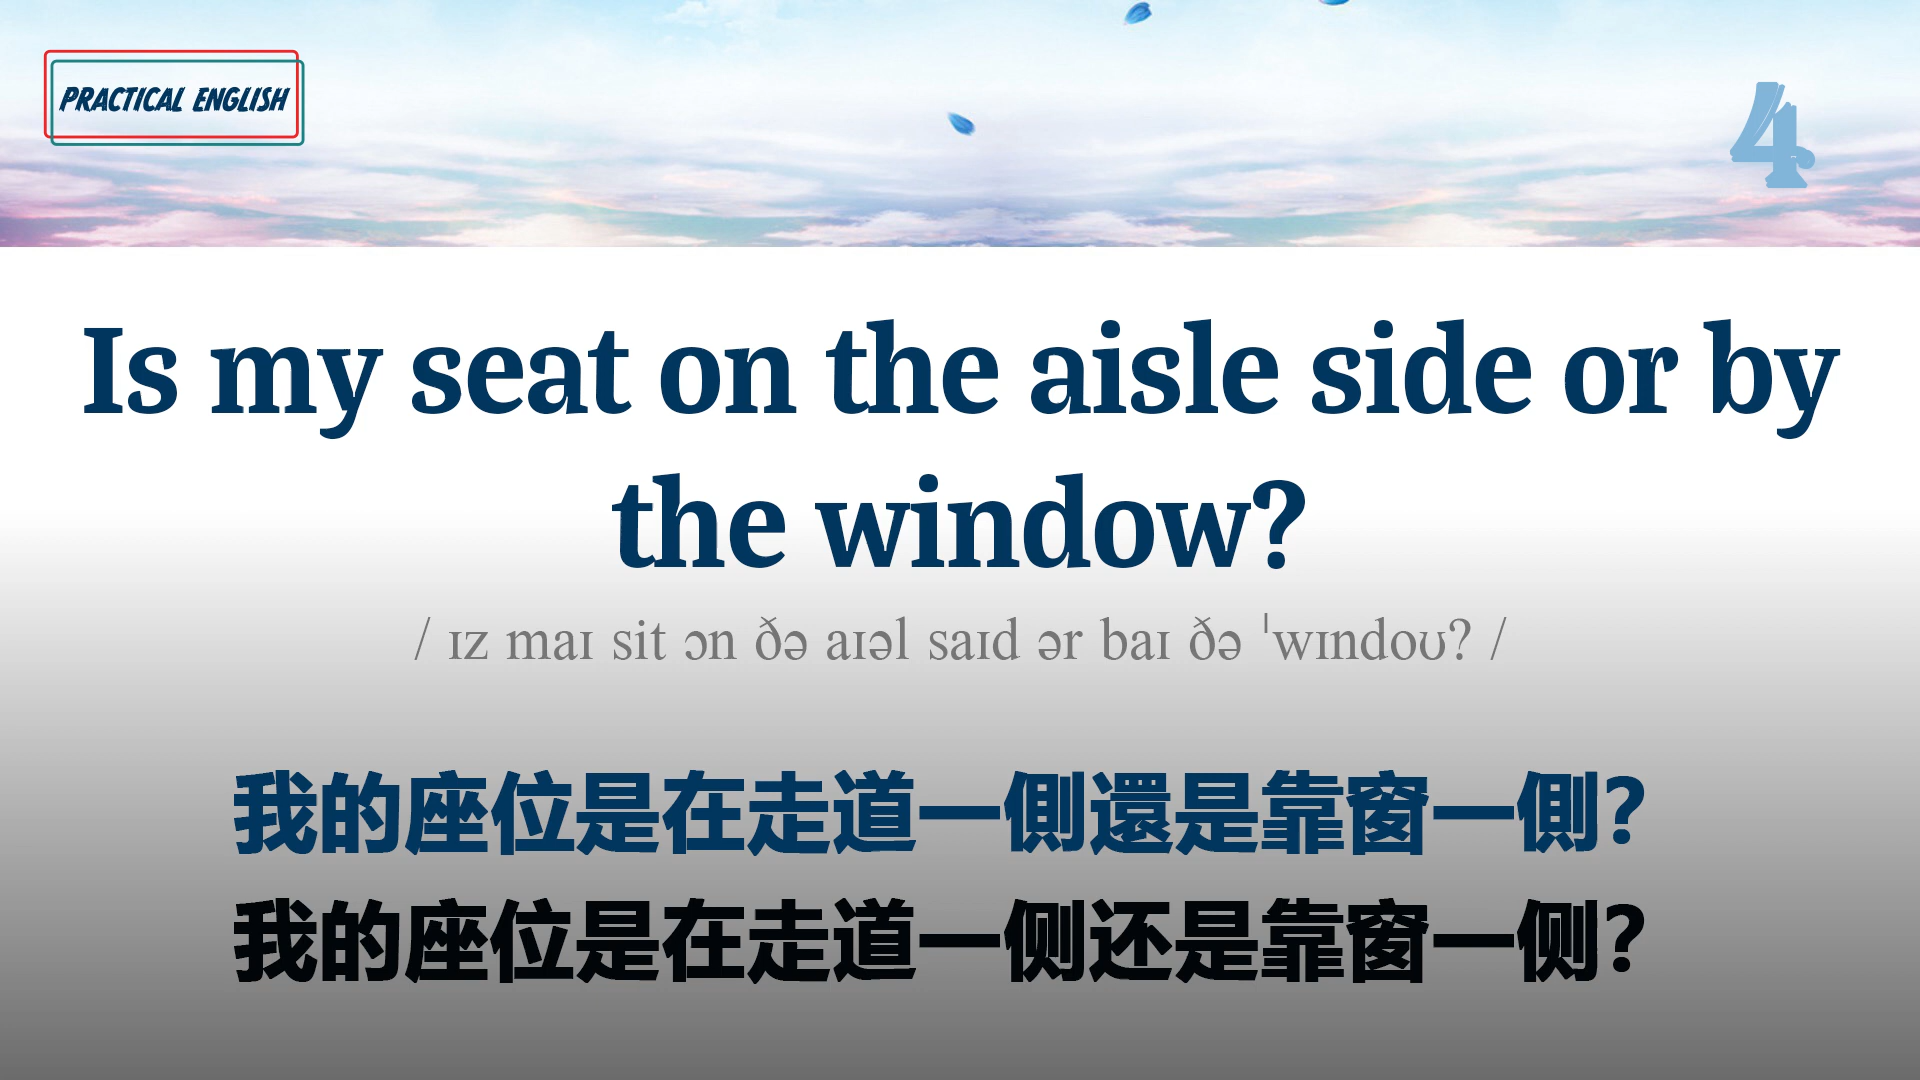 PRACTICAL ENGLISH
4
Is my seat on the aisle side or by
the window?
/ ɪz maɪ sit ɔn ðə aɪəl saɪd ər baɪ ðə ˈwɪndoʊ? /
我的座位是在走道一側還是靠窗一側?
我的座位是在走道一侧还是靠窗一侧?